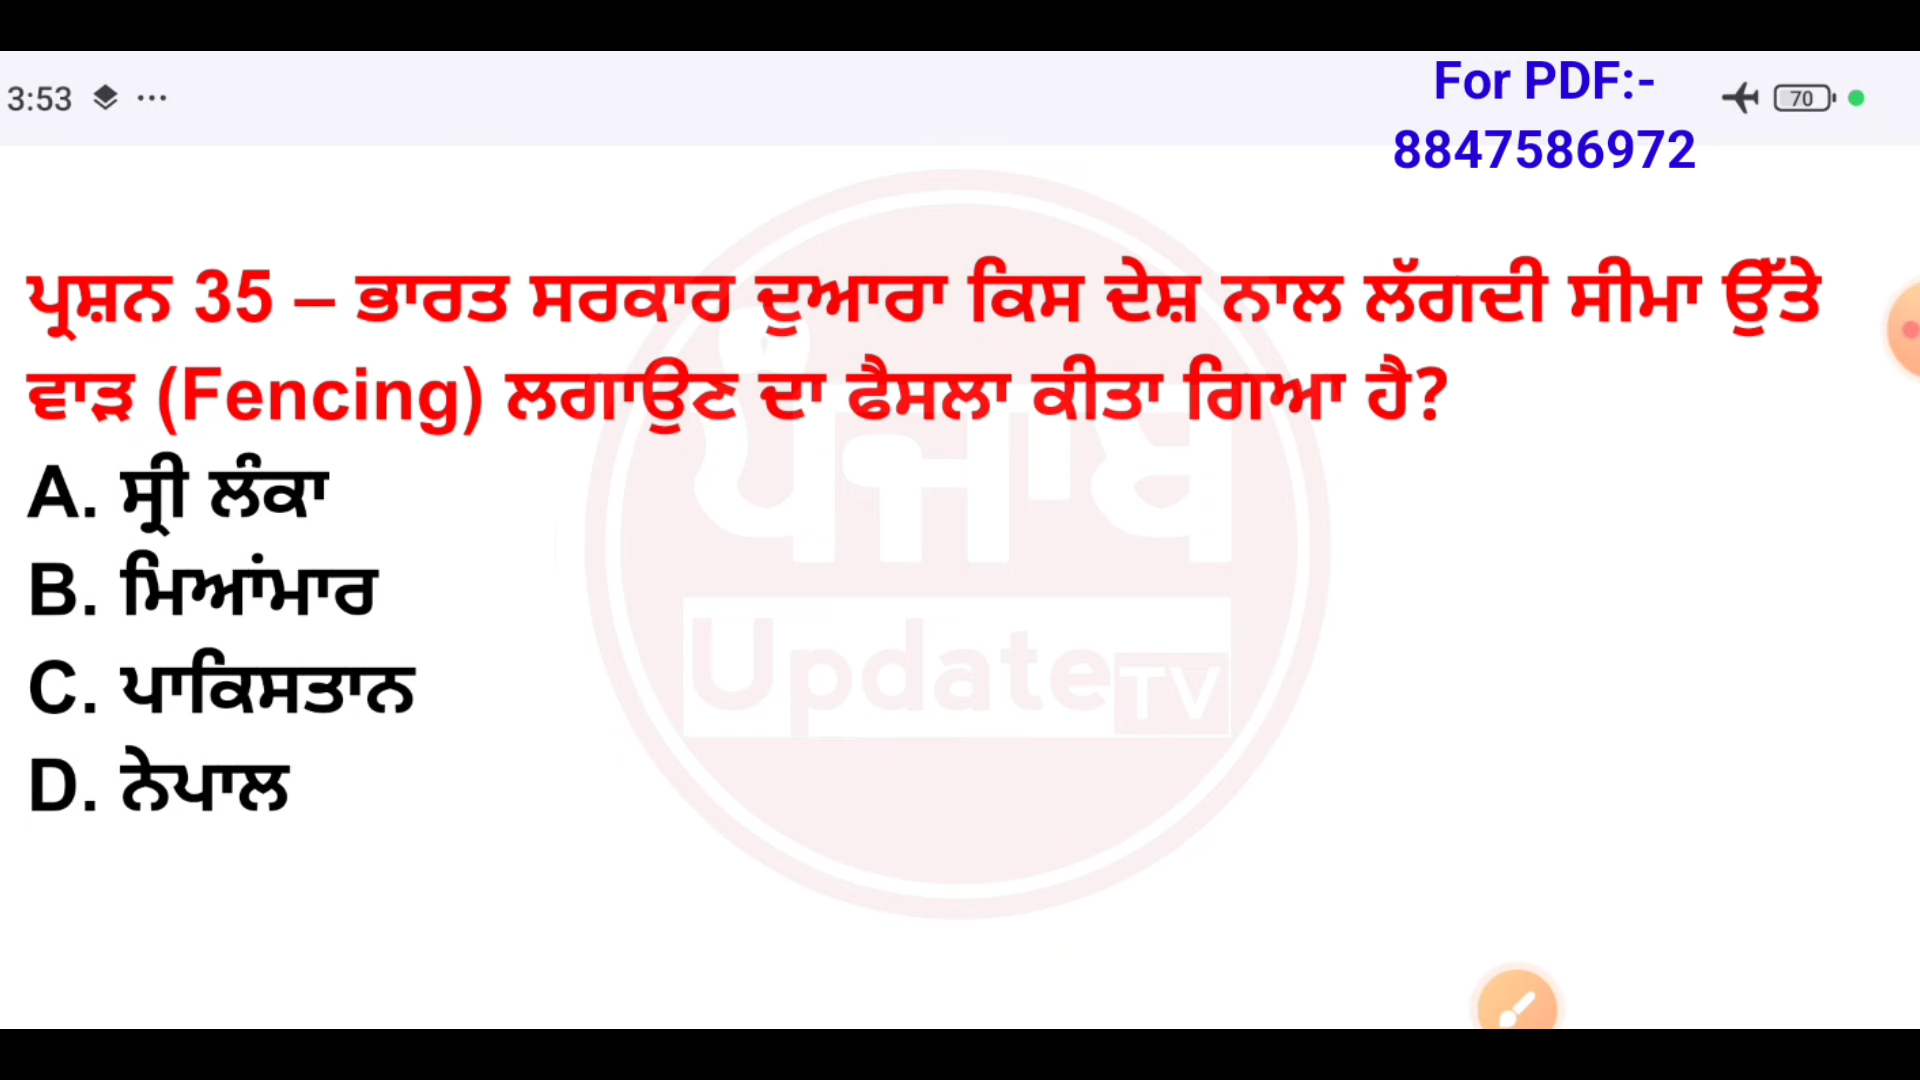 3:53
For PDF:-
70
8847586972
ਪ੍ਰਸ਼ਨ 35 – ਭਾਰਤ ਸਰਕਾਰ ਦੁਆਰਾ ਕਿਸ ਦੇਸ਼ ਨਾਲ ਲੱਗਦੀ ਸੀਮਾ ਉੱਤੇ
ਵਾੜ (Fencing) ਲਗਾਉਣ ਦਾ ਫੈਸਲਾ ਕੀਤਾ ਗਿਆ ਹੈ?
A. ਸ੍ਰੀ ਲੰਕਾ
B. ਮਿਆਂਮਾਰ
C. ਪਾਕਿਸਤਾਨ
D. ਨੇਪਾਲ
ਪੰਜਾਬ
Update TV